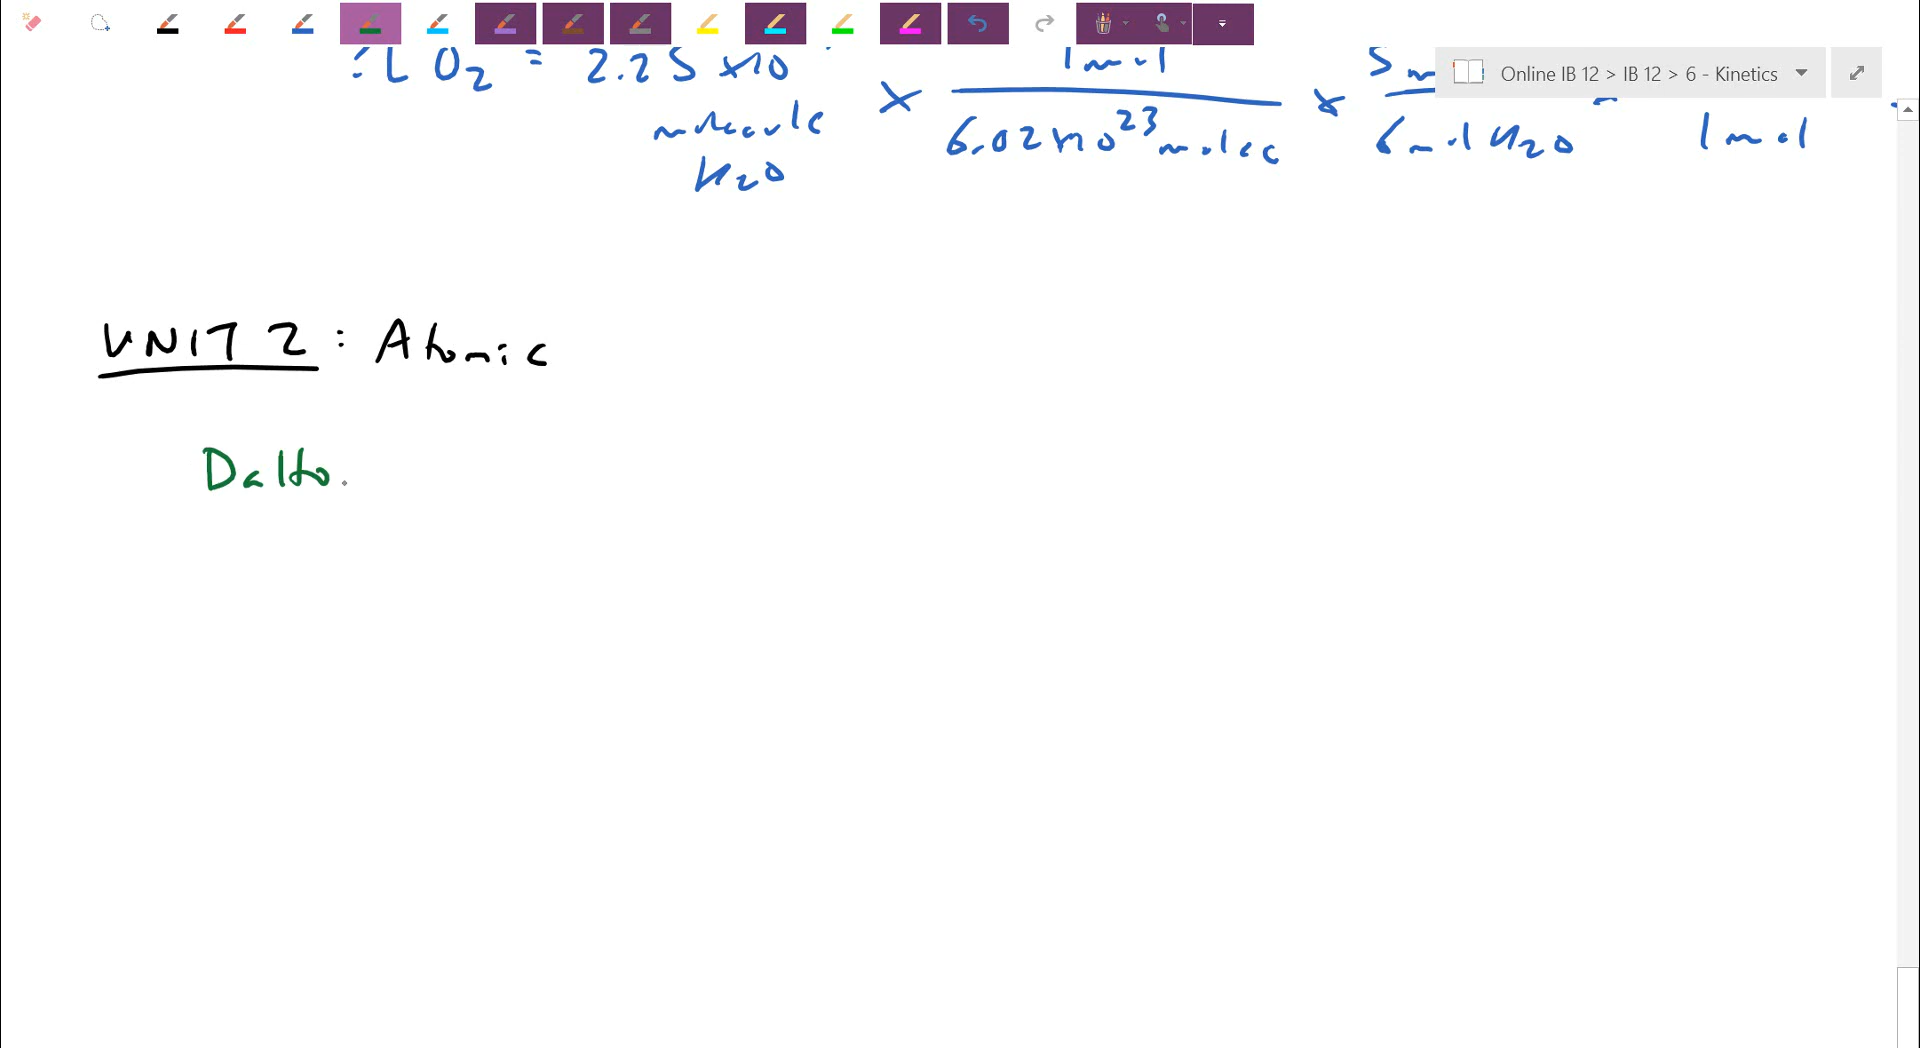 Online IB 12 > IB 12 > 6 - Kinetics
: L O2 = 2.25 x10
molecule
H2O
x
1 mol
6.02x10^23 molec
x
5 m
6 mol H2O
1 mol
UNIT 2 : Atomic
Dalto